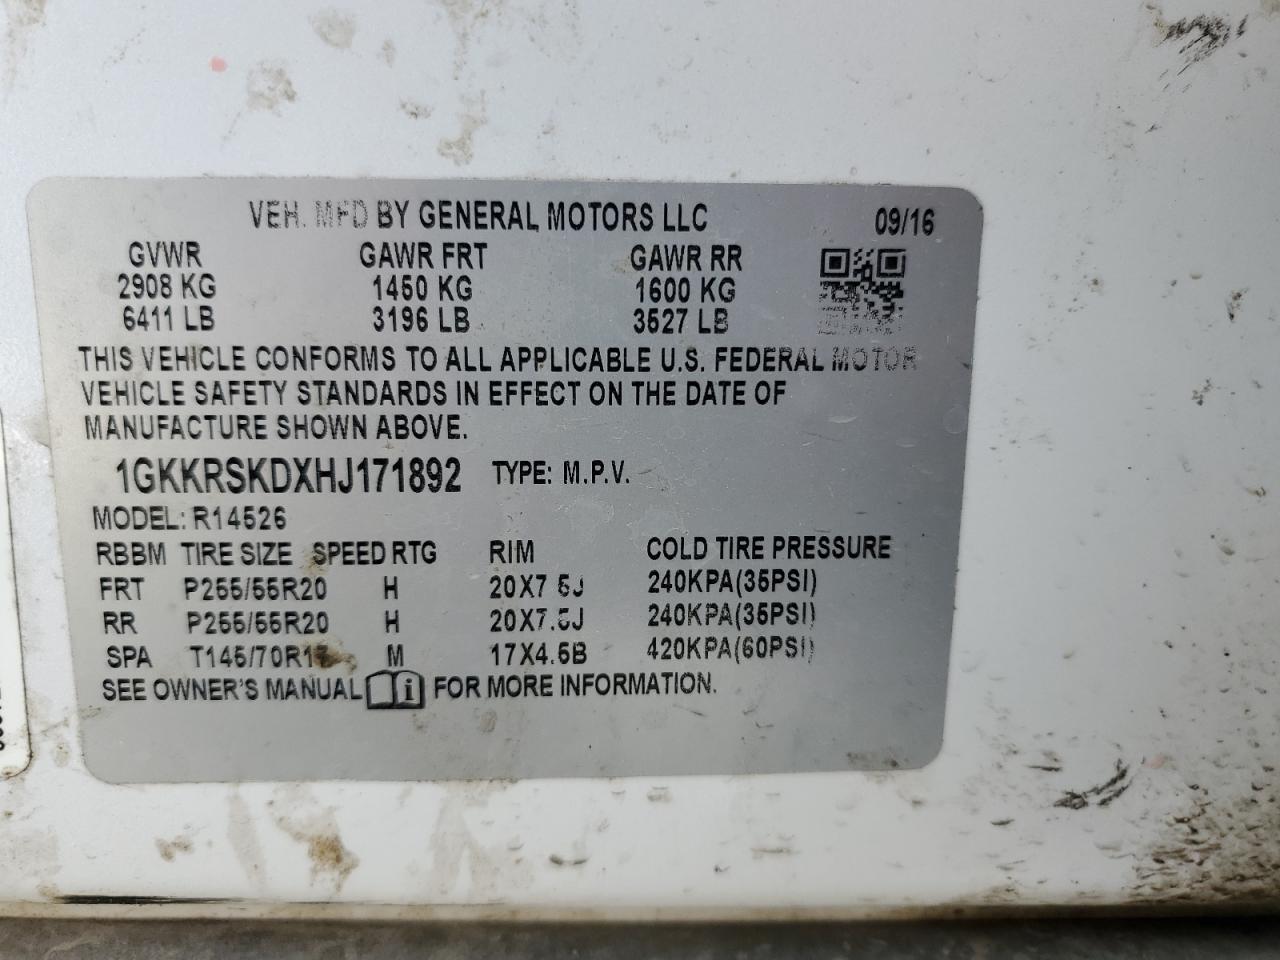 VEH. MFD BY GENERAL MOTORS LLC 09/16
GVWR GAWR FRT GAWR RR
2908 KG 1450 KG 1600 KG
6411 LB 3196 LB 3527 LB
THIS VEHICLE CONFORMS TO ALL APPLICABLE U.S. FEDERAL MOTOR
VEHICLE SAFETY STANDARDS IN EFFECT ON THE DATE OF
MANUFACTURE SHOWN ABOVE.
1GKKRSKDXHJ171892 TYPE: M.P.V.
MODEL: R14526
RBBM TIRE SIZE SPEED RTG RIM COLD TIRE PRESSURE
FRT P255/55R20 H 20X7.5J 240KPA(35PSI)
RR P255/55R20 H 20X7.5J 240KPA(35PSI)
SPA T145/70R17 M 17X4.5B 420KPA(60PSI)
SEE OWNER'S MANUAL FOR MORE INFORMATION.